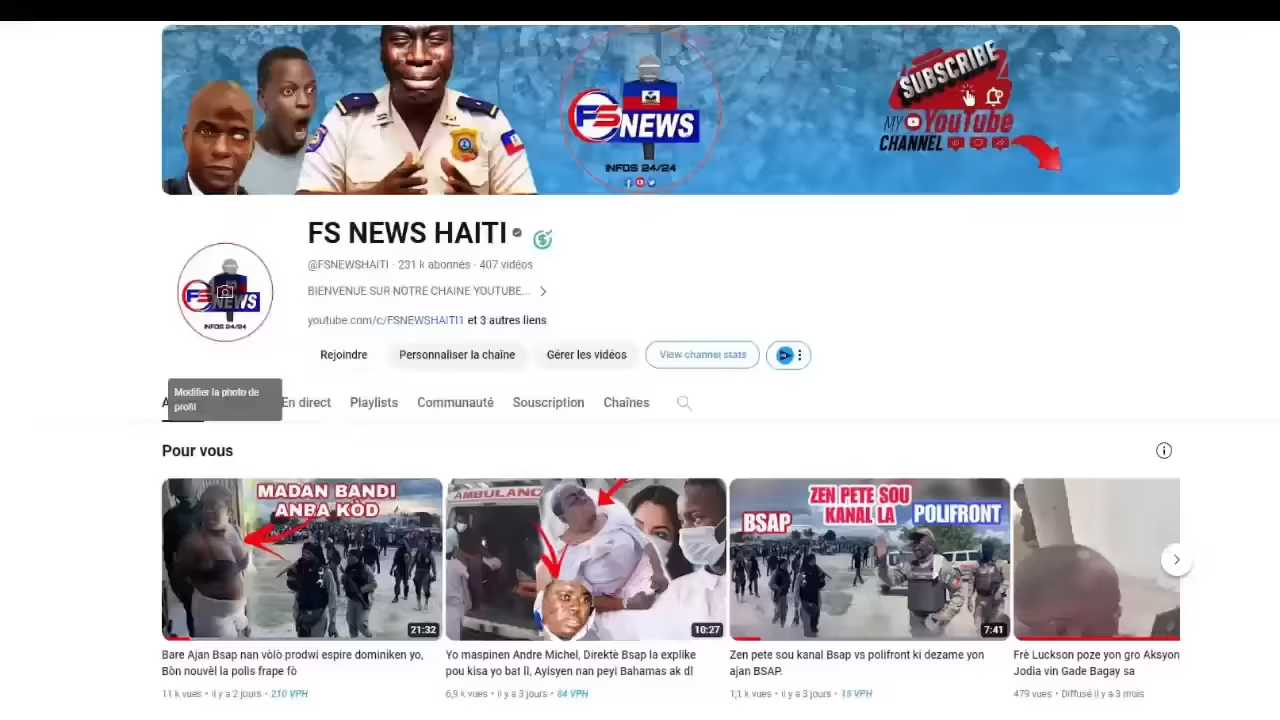 SUBSCRIBE
FS NEWS
MY YouTube
CHANNEL
INFOS 24/24
FS NEWS HAITI
@FSNEWSHAITI · 231 k abonnés · 407 vidéos
BIENVENUE SUR NOTRE CHAINE YOUTUBE...
FS NEWS
INFOS 24/24
youtube.com/c/FSNEWSHAITI1 et 3 autres liens
Rejoindre Personnaliser la chaîne Gérer les vidéos View channel stats
Modifier la photo de
profil
En direct Playlists Communauté Souscription Chaînes
Pour vous
MADAN BANDI
ANBA KÒD
21:32
AMBULANC
10:27
ZEN PETE SOU
KANAL LA
BSAP
POLIFRONT
7:41
Bare Ajan Bsap nan vòlò prodwi espire dominiken yo,
Bòn nouvèl la polis frape fò
11 k vues • il y a 2 jours • 210 VPH
Yo maspinen Andre Michel, Direktè Bsap la eksplike
pou kisa yo bat li, Ayisyen nan peyi Bahamas ak di
6,9 k vues • il y a 3 jours • 84 VPH
Zen pete sou kanal Bsap vs polifront ki dezame yon
ajan BSAP.
1,1 k vues • il y a 3 jours • 15 VPH
Frè Luckson poze yon gro Aksyon
Jodia vin Gade Bagay sa
479 vues • Diffusé il y a 3 mois